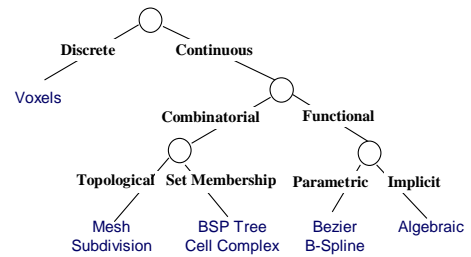 Discrete Continuous
Voxels
Combinatorial Functional
Topological Set Membership Parametric Implicit
Mesh BSP Tree Bezier Algebraic
Subdivision Cell Complex B-Spline